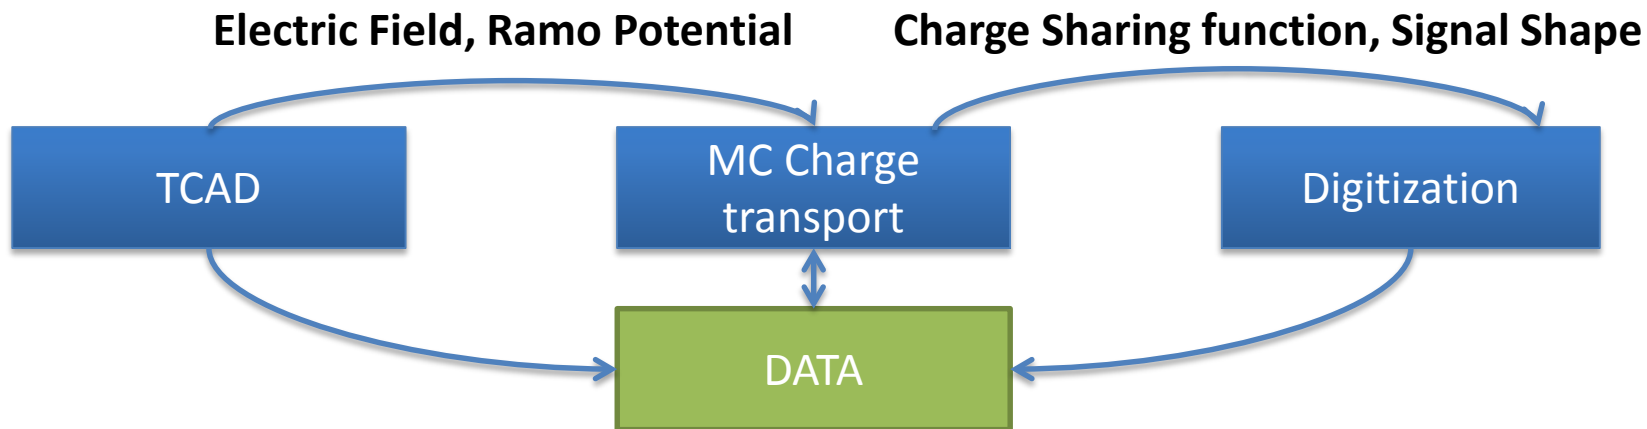 Electric Field, Ramo Potential
Charge Sharing function, Signal Shape
TCAD
MC Charge
transport
Digitization
DATA